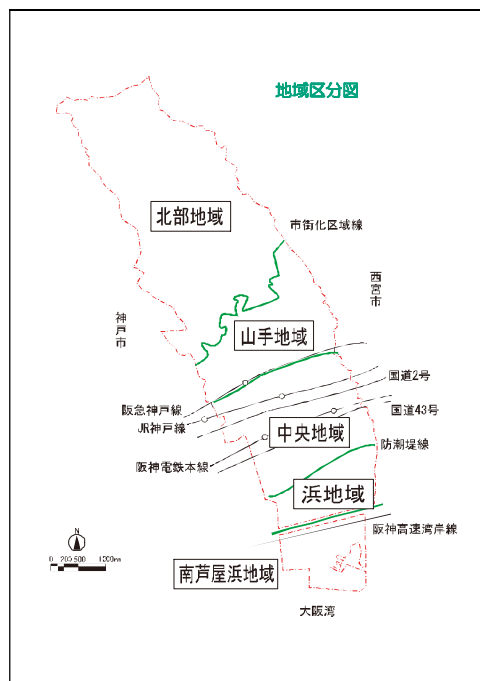 地域区分図
北部地域
市街化区域線
西宮市
神戸市
山手地域
国道2号
阪急神戸線
国道43号
JR神戸線
中央地域
防潮堤線
阪神電鉄本線
浜地域
阪神高速湾岸線
N
0 200 500 1000m
南芦屋浜地域
大阪湾